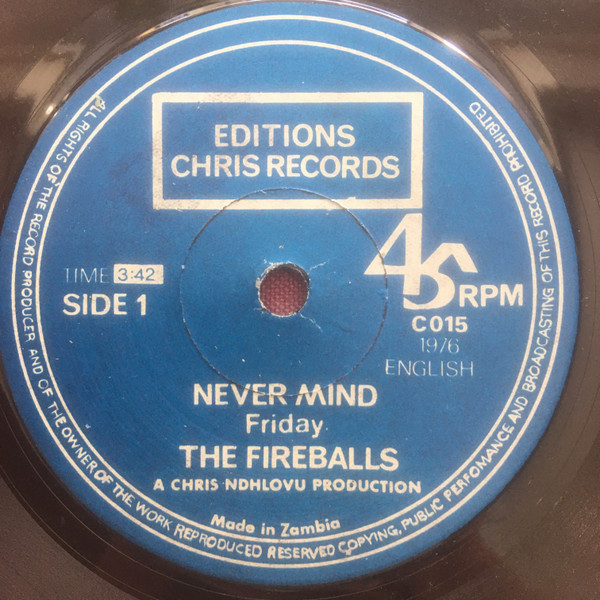 EDITIONS
CHRIS RECORDS
TIME 3:42
SIDE 1
45 RPM
C015
1976
ENGLISH
NEVER MIND
Friday
THE FIREBALLS
A CHRIS NDHLOVU PRODUCTION
Made in Zambia
ALL RIGHTS OF THE RECORD PRODUCER AND OF THE OWNER OF THE WORK REPRODUCED RESERVED COPYING, PUBLIC PERFOMANCE AND BROADCASTING OF THIS RECORD PROHIBITED